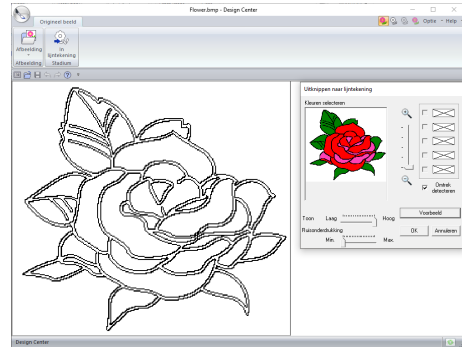 Flower.bmp - Design Center
Origineel beeld
Optie
Help
Afbeelding
In
lijntekening
Afbeelding
Stadium
Uitknippen naar lijntekening
Kleuren selecteren
Omtrek
detecteren
Toon
Laag
Hoog
Voorbeeld
Ruisonderdrukking
Min.
Max.
OK
Annuleren
Design Center